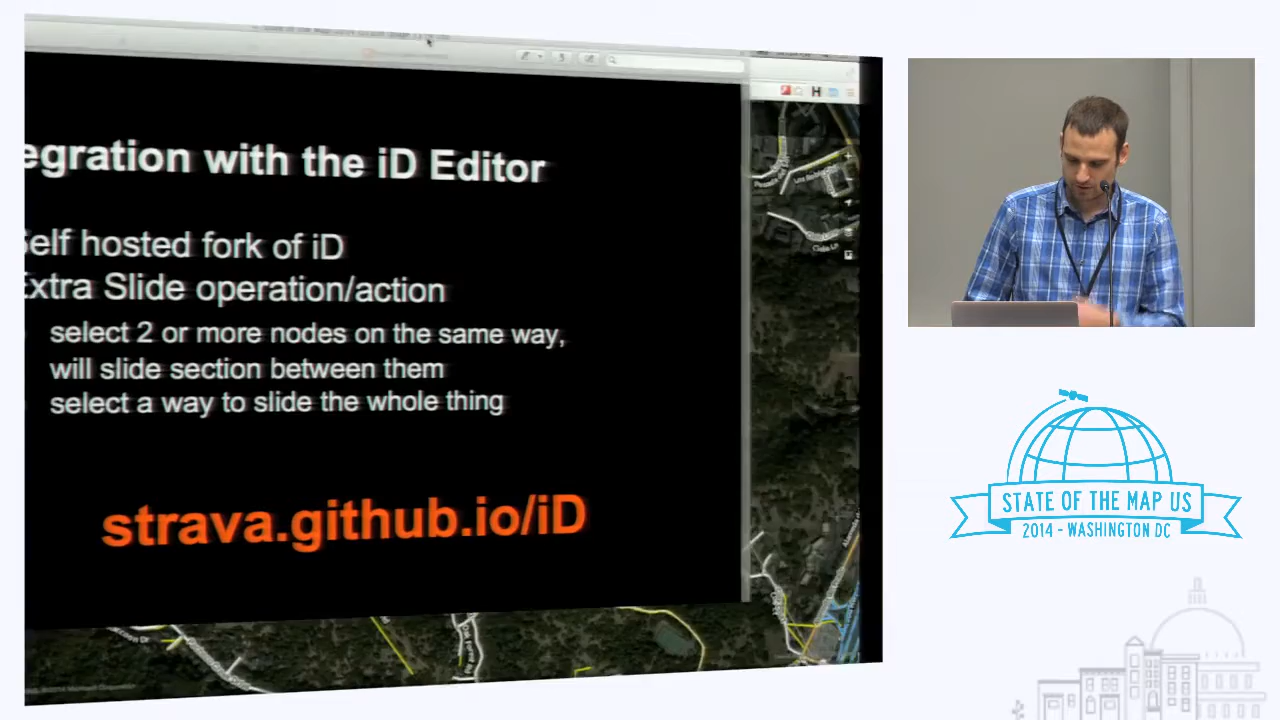 egration with the iD Editor
Self hosted fork of iD
Extra Slide operation/action
select 2 or more nodes on the same way,
will slide section between them
select a way to slide the whole thing
strava.github.io/iD
STATE OF THE MAP US
2014 - WASHINGTON DC